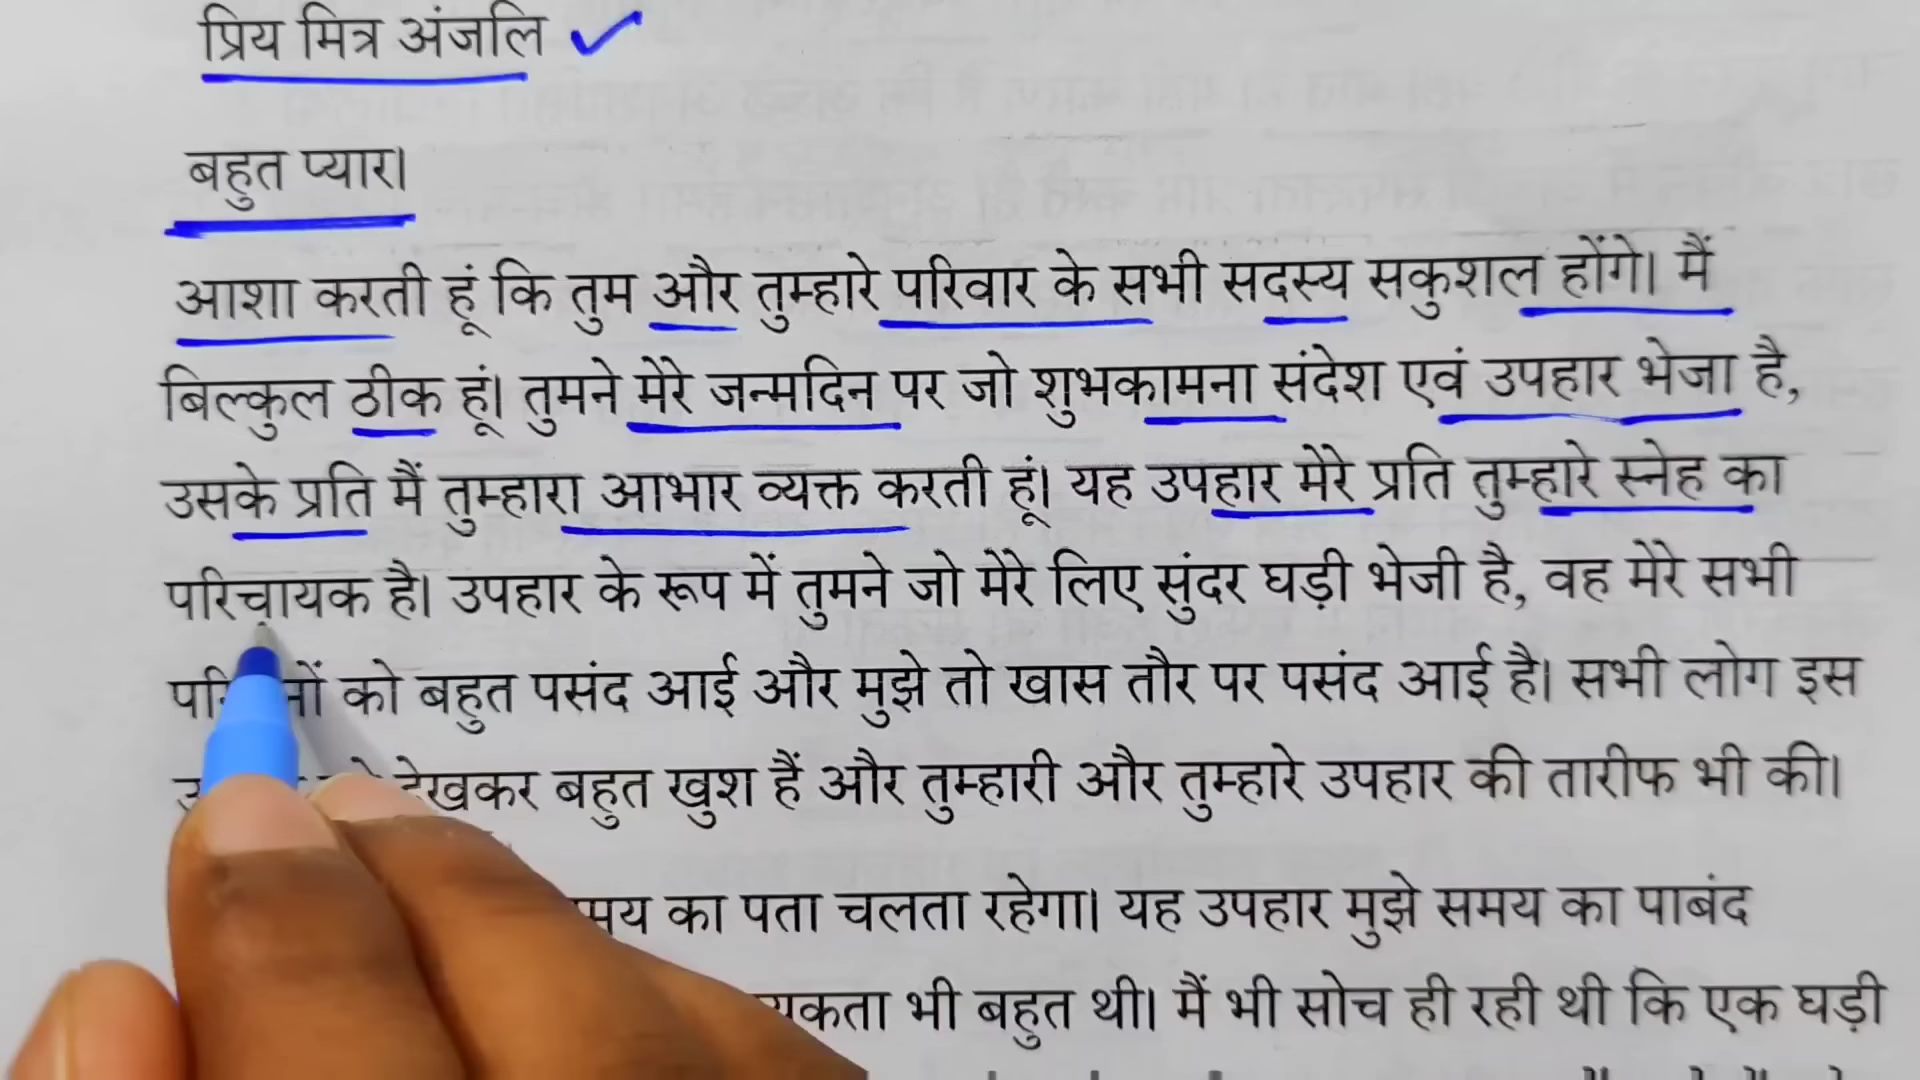 प्रिय मित्र अंजलि
बहुत प्यार।
आशा करती हूं कि तुम और तुम्हारे परिवार के सभी सदस्य सकुशल होंगे। मैं
बिल्कुल ठीक हूं। तुमने मेरे जन्मदिन पर जो शुभकामना संदेश एवं उपहार भेजा है,
उसके प्रति मैं तुम्हारा आभार व्यक्त करती हूं। यह उपहार मेरे प्रति तुम्हारे स्नेह का
परिचायक है। उपहार के रूप में तुमने जो मेरे लिए सुंदर घड़ी भेजी है, वह मेरे सभी
को बहुत पसंद आई और मुझे तो खास तौर पर पसंद आई है। सभी लोग इस
देखकर बहुत खुश हैं और तुम्हारी और तुम्हारे उपहार की तारीफ भी की।
का पता चलता रहेगा। यह उपहार मुझे समय का पाबंद
भी बहुत थी। मैं भी सोच ही रही थी कि एक घड़ी